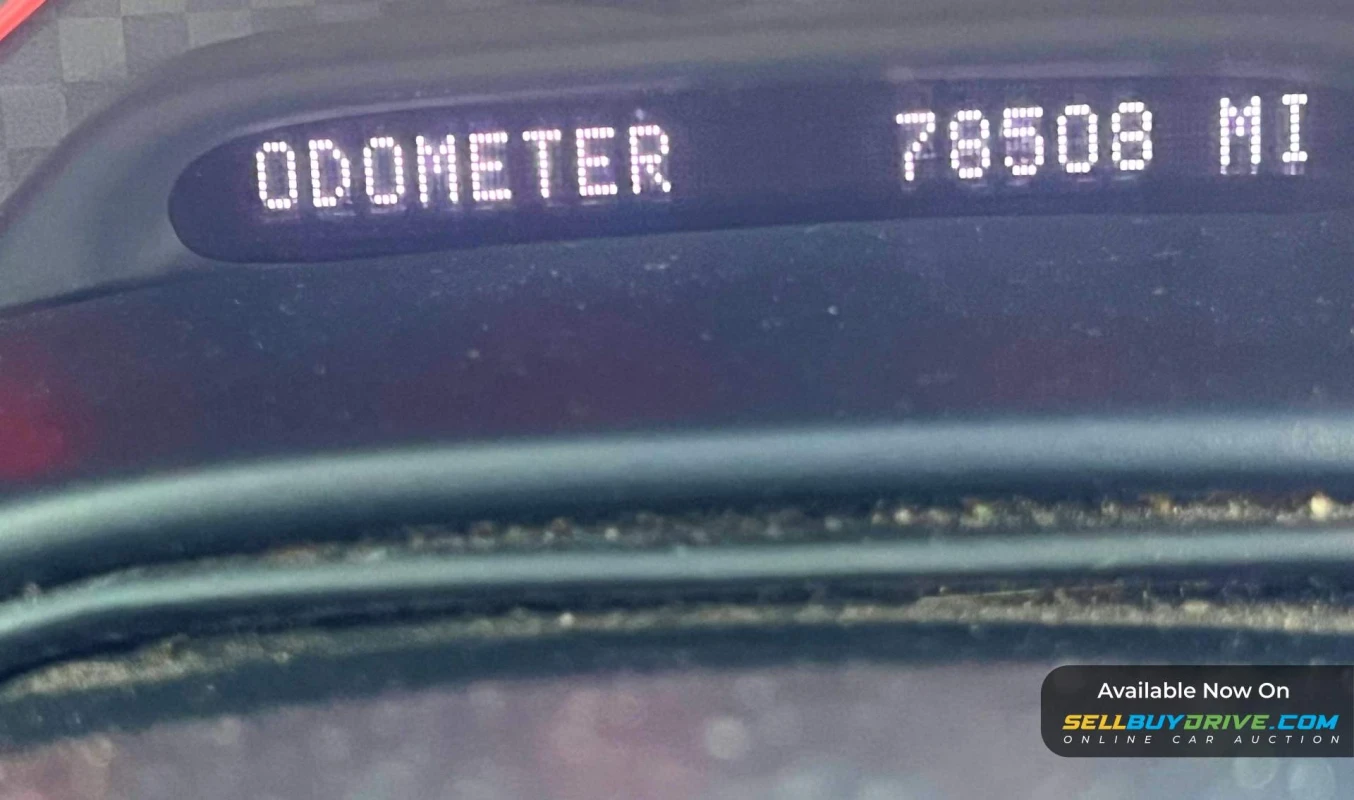 ODOMETER 78508 MI
Available Now On
SELLBUYDRIVE.COM
ONLINE CAR AUCTION